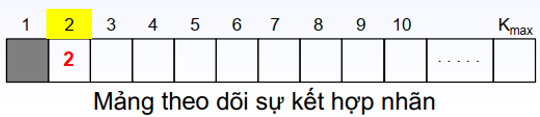 1 2 3 4 5 6 7 8 9 10 Kmax
2 .....
Mảng theo dõi sự kết hợp nhãn